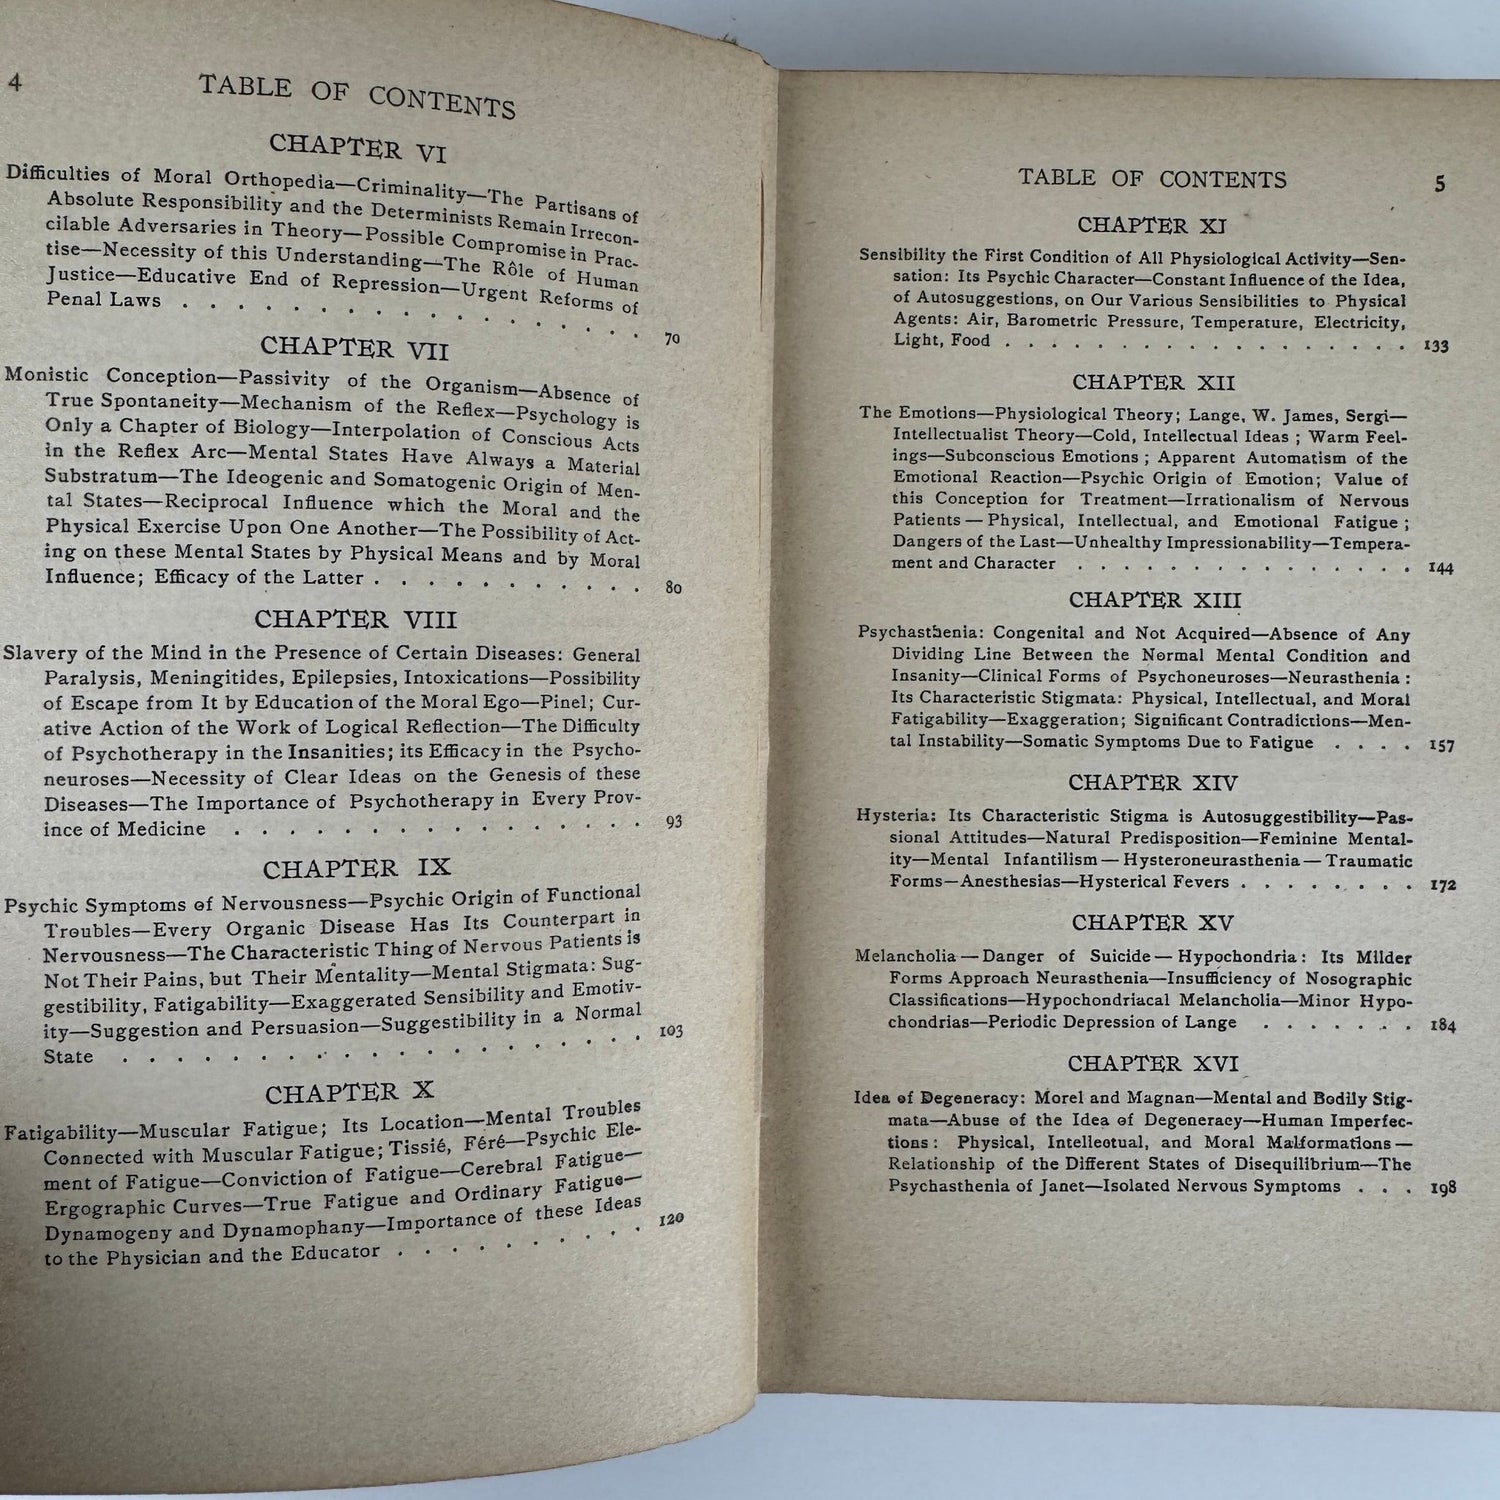 4
TABLE OF CONTENTS
CHAPTER VI
Difficulties of Moral Orthopedia—Criminality—The Partisans of
Absolute Responsibility and the Determinists Remain Irrecon-
cilable Adversaries in Theory—Possible Compromise in Prac-
tise—Necessity of this Understanding—The Rôle of Human
Justice—Educative End of Repression—Urgent Reforms of
Penal Laws . . . . . . . . . . . . . . . . . 70
CHAPTER VII
Monistic Conception—Passivity of the Organism—Absence of
True Spontaneity—Mechanism of the Reflex—Psychology is
Only a Chapter of Biology—Interpolation of Conscious Acts
in the Reflex Arc—Mental States Have Always a Material
Substratum—The Ideogenic and Somatogenic Origin of Men-
tal States—Reciprocal Influence which the Moral and the
Physical Exercise Upon One Another—The Possibility of Act-
ing on these Mental States by Physical Means and by Moral
Influence; Efficacy of the Latter . . . . . . . . . . 80
CHAPTER VIII
Slavery of the Mind in the Presence of Certain Diseases: General
Paralysis, Meningitides, Epilepsies, Intoxications—Possibility
of Escape from It by Education of the Moral Ego—Pinel; Cur-
ative Action of the Work of Logical Reflection—The Difficulty
of Psychotherapy in the Insanities; its Efficacy in the Psycho-
neuroses—Necessity of Clear Ideas on the Genesis of these
Diseases—The Importance of Psychotherapy in Every Prov-
ince of Medicine . . . . . . . . . . . . . . . 93
CHAPTER IX
Psychic Symptoms of Nervousness—Psychic Origin of Functional
Troubles—Every Organic Disease Has Its Counterpart in
Nervousness—The Characteristic Thing of Nervous Patients is
Not Their Pains, but Their Mentality—Mental Stigmata: Sug-
gestibility, Fatigability—Exaggerated Sensibility and Emotiv-
ity—Suggestion and Persuasion—Suggestibility in a Normal
State . . . . . . . . . . . . . . . . . . . 103
CHAPTER X
Fatigability—Muscular Fatigue; Its Location—Mental Troubles
Connected with Muscular Fatigue; Tissié, Féré—Psychic Ele-
ment of Fatigue—Conviction of Fatigue—Cerebral Fatigue—
Ergographic Curves—True Fatigue and Ordinary Fatigue—
Dynamogeny and Dynamophany—Importance of these Ideas
to the Physician and the Educator . . . . . . . . . . 120
TABLE OF CONTENTS 5
CHAPTER XI
Sensibility the First Condition of All Physiological Activity—Sen-
sation: Its Psychic Character—Constant Influence of the Idea,
of Autosuggestions, on Our Various Sensibilities to Physical
Agents: Air, Barometric Pressure, Temperature, Electricity,
Light, Food . . . . . . . . . . . . . . . . . . 133
CHAPTER XII
The Emotions—Physiological Theory; Lange, W. James, Sergi—
Intellectualist Theory—Cold, Intellectual Ideas ; Warm Feel-
ings—Subconscious Emotions ; Apparent Automatism of the
Emotional Reaction—Psychic Origin of Emotion; Value of
this Conception for Treatment—Irrationalism of Nervous
Patients — Physical, Intellectual, and Emotional Fatigue ;
Dangers of the Last—Unhealthy Impressionability—Tempera-
ment and Character . . . . . . . . . . . . . . . 144
CHAPTER XIII
Psychasthenia: Congenital and Not Acquired—Absence of Any
Dividing Line Between the Normal Mental Condition and
Insanity—Clinical Forms of Psychoneuroses—Neurasthenia :
Its Characteristic Stigmata: Physical, Intellectual, and Moral
Fatigability—Exaggeration; Significant Contradictions—Men-
tal Instability—Somatic Symptoms Due to Fatigue . . . . 157
CHAPTER XIV
Hysteria: Its Characteristic Stigma is Autosuggestibility—Pas-
sional Attitudes—Natural Predisposition—Feminine Mental-
ity—Mental Infantilism — Hysteroneurasthenia — Traumatic
Forms—Anesthesias—Hysterical Fevers . . . . . . . . 172
CHAPTER XV
Melancholia — Danger of Suicide — Hypochondria : Its Milder
Forms Approach Neurasthenia—Insufficiency of Nosographic
Classifications—Hypochondriacal Melancholia—Minor Hypo-
chondrias—Periodic Depression of Lange . . . . . . . 184
CHAPTER XVI
Idea of Degeneracy: Morel and Magnan—Mental and Bodily Stig-
mata—Abuse of the Idea of Degeneracy—Human Imperfec-
tions : Physical, Intellectual, and Moral Malformations —
Relationship of the Different States of Disequilibrium—The
Psychasthenia of Janet—Isolated Nervous Symptoms . . . 198